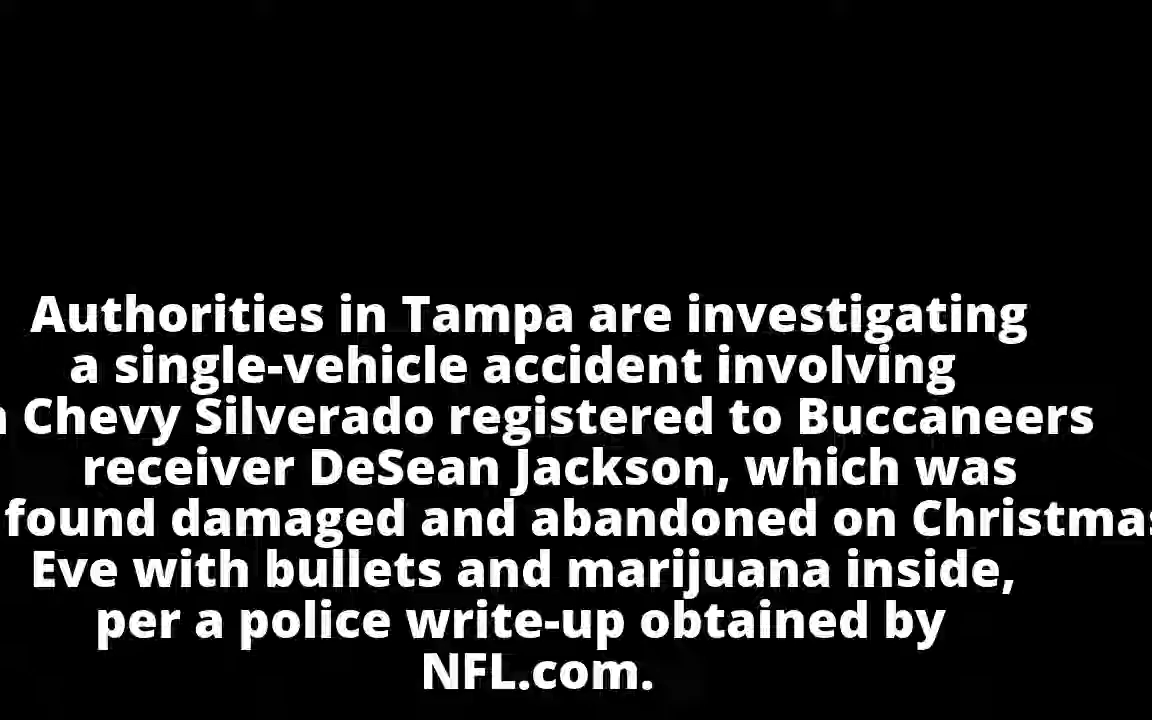 Authorities in Tampa are investigating
a single-vehicle accident involving
a Chevy Silverado registered to Buccaneers
receiver DeSean Jackson, which was
found damaged and abandoned on Christmas
Eve with bullets and marijuana inside,
per a police write-up obtained by
NFL.com.